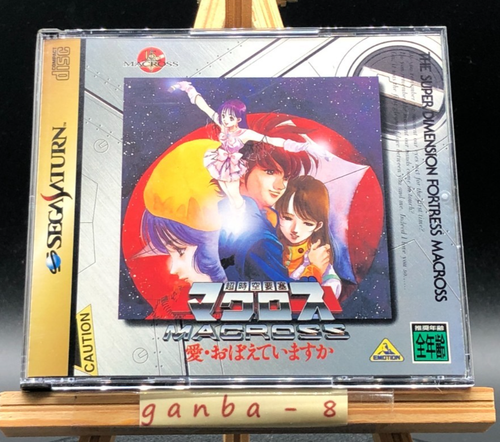 COMPACT disc
SEGA SATURN
CAUTION
MACROSS
THE SUPER DIMENSION FORTRESS MACROSS
超時空要塞
マクロス
MACROSS
愛・おぼえていますか
EMOTION
推奨年齢
全年齢
ganba - 8